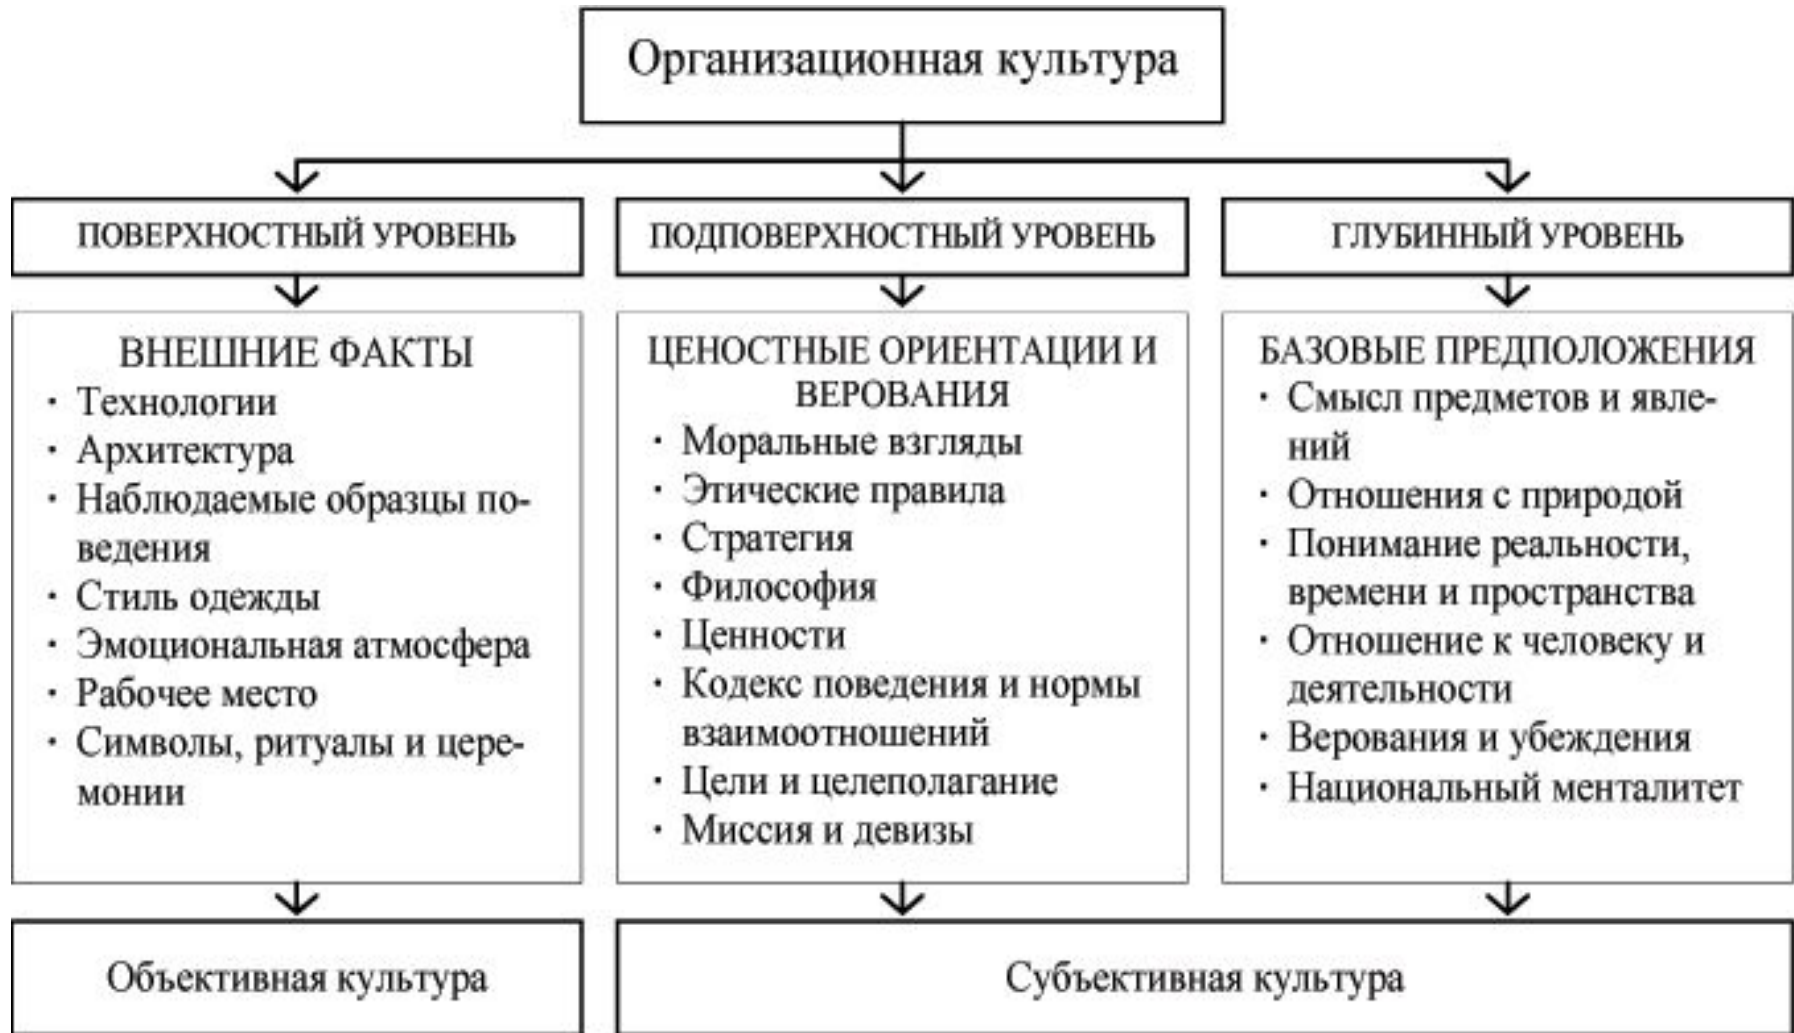 Организационная культура
ПОВЕРХНОСТНЫЙ УРОВЕНЬ
ВНЕШНИЕ ФАКТЫ
· Технологии
· Архитектура
· Наблюдаемые образцы по-
ведения
· Стиль одежды
· Эмоциональная атмосфера
· Рабочее место
· Символы, ритуалы и цере-
монии
Объективная культура
ПОДПОВЕРХНОСТНЫЙ УРОВЕНЬ
ЦЕНОСТНЫЕ ОРИЕНТАЦИИ И
ВЕРОВАНИЯ
· Моральные взгляды
· Этические правила
· Стратегия
· Философия
· Ценности
· Кодекс поведения и нормы
взаимоотношений
· Цели и целеполагание
· Миссия и девизы
ГЛУБИННЫЙ УРОВЕНЬ
БАЗОВЫЕ ПРЕДПОЛОЖЕНИЯ
· Смысл предметов и явле-
ний
· Отношения с природой
· Понимание реальности,
времени и пространства
· Отношение к человеку и
деятельности
· Верования и убеждения
· Национальный менталитет
Субъективная культура